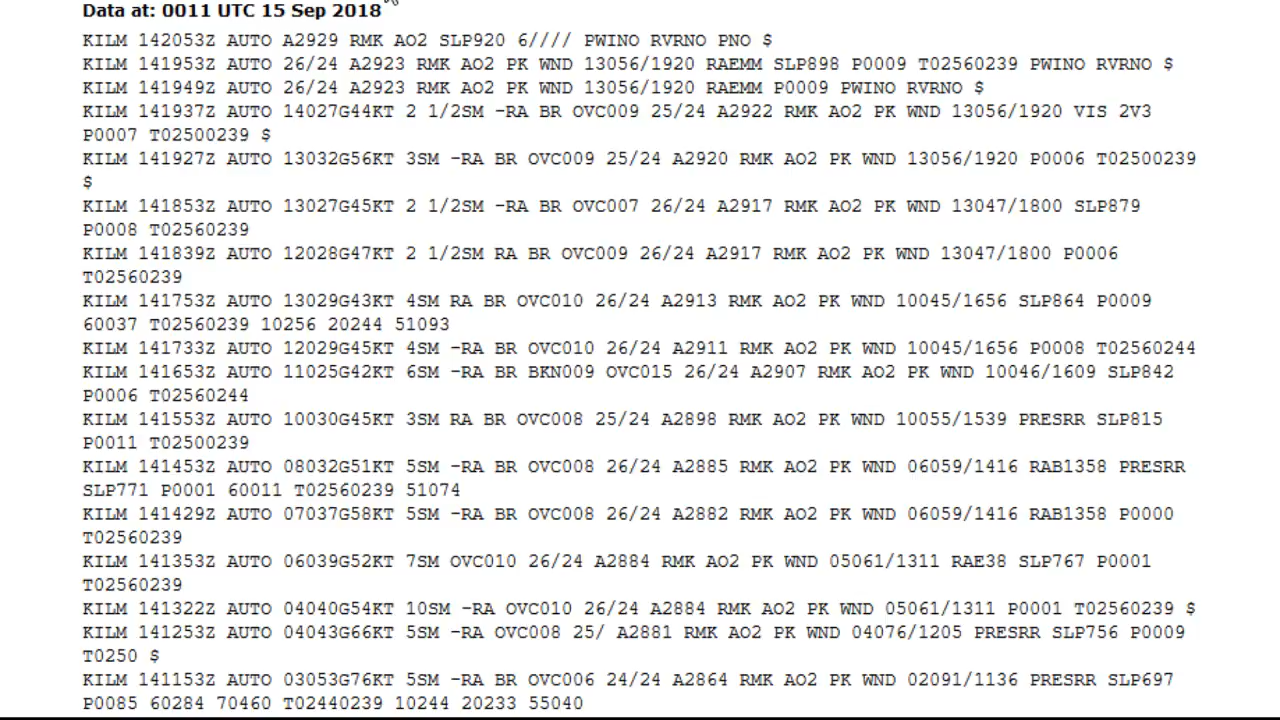 Data at: 0011 UTC 15 Sep 2018
KILM 142053Z AUTO A2929 RMK AO2 SLP920 6//// PWINO RVRNO PNO $
KILM 141953Z AUTO 26/24 A2923 RMK AO2 PK WND 13056/1920 RAEMM SLP898 P0009 T02560239 PWINO RVRNO $
KILM 141949Z AUTO 26/24 A2923 RMK AO2 PK WND 13056/1920 RAEMM P0009 PWINO RVRNO $
KILM 141937Z AUTO 14027G44KT 2 1/2SM -RA BR OVC009 25/24 A2922 RMK AO2 PK WND 13056/1920 VIS 2V3
P0007 T02500239 $
KILM 141927Z AUTO 13032G56KT 3SM -RA BR OVC009 25/24 A2920 RMK AO2 PK WND 13056/1920 P0006 T02500239
$
KILM 141853Z AUTO 13027G45KT 2 1/2SM -RA BR OVC007 26/24 A2917 RMK AO2 PK WND 13047/1800 SLP879
P0008 T02560239
KILM 141839Z AUTO 12028G47KT 2 1/2SM RA BR OVC009 26/24 A2917 RMK AO2 PK WND 13047/1800 P0006
T02560239
KILM 141753Z AUTO 13029G43KT 4SM RA BR OVC010 26/24 A2913 RMK AO2 PK WND 10045/1656 SLP864 P0009
60037 T02560239 10256 20244 51093
KILM 141733Z AUTO 12029G45KT 4SM -RA BR OVC010 26/24 A2911 RMK AO2 PK WND 10045/1656 P0008 T02560244
KILM 141653Z AUTO 11025G42KT 6SM -RA BR BKN009 OVC015 26/24 A2907 RMK AO2 PK WND 10046/1609 SLP842
P0006 T02560244
KILM 141553Z AUTO 10030G45KT 3SM RA BR OVC008 25/24 A2898 RMK AO2 PK WND 10055/1539 PRESRR SLP815
P0011 T02500239
KILM 141453Z AUTO 08032G51KT 5SM -RA BR OVC008 26/24 A2885 RMK AO2 PK WND 06059/1416 RAB1358 PRESRR
SLP771 P0001 60011 T02560239 51074
KILM 141429Z AUTO 07037G58KT 5SM -RA BR OVC008 26/24 A2882 RMK AO2 PK WND 06059/1416 RAB1358 P0000
T02560239
KILM 141353Z AUTO 06039G52KT 7SM OVC010 26/24 A2884 RMK AO2 PK WND 05061/1311 RAE38 SLP767 P0001
T02560239
KILM 141322Z AUTO 04040G54KT 10SM -RA OVC010 26/24 A2884 RMK AO2 PK WND 05061/1311 P0001 T02560239 $
KILM 141253Z AUTO 04043G66KT 5SM -RA OVC008 25/ A2881 RMK AO2 PK WND 04076/1205 PRESRR SLP756 P0009
T0250 $
KILM 141153Z AUTO 03053G76KT 5SM -RA BR OVC006 24/24 A2864 RMK AO2 PK WND 02091/1136 PRESRR SLP697
P0085 60284 70460 T02440239 10244 20233 55040